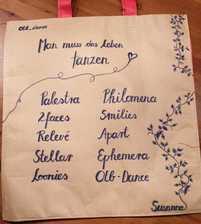 Man muss das Leben
tanzen
Palestra Philomena
2faces Smilies
Relevé Apart
Stellar Ephemera
Loonies Olb-Dance
Susanne